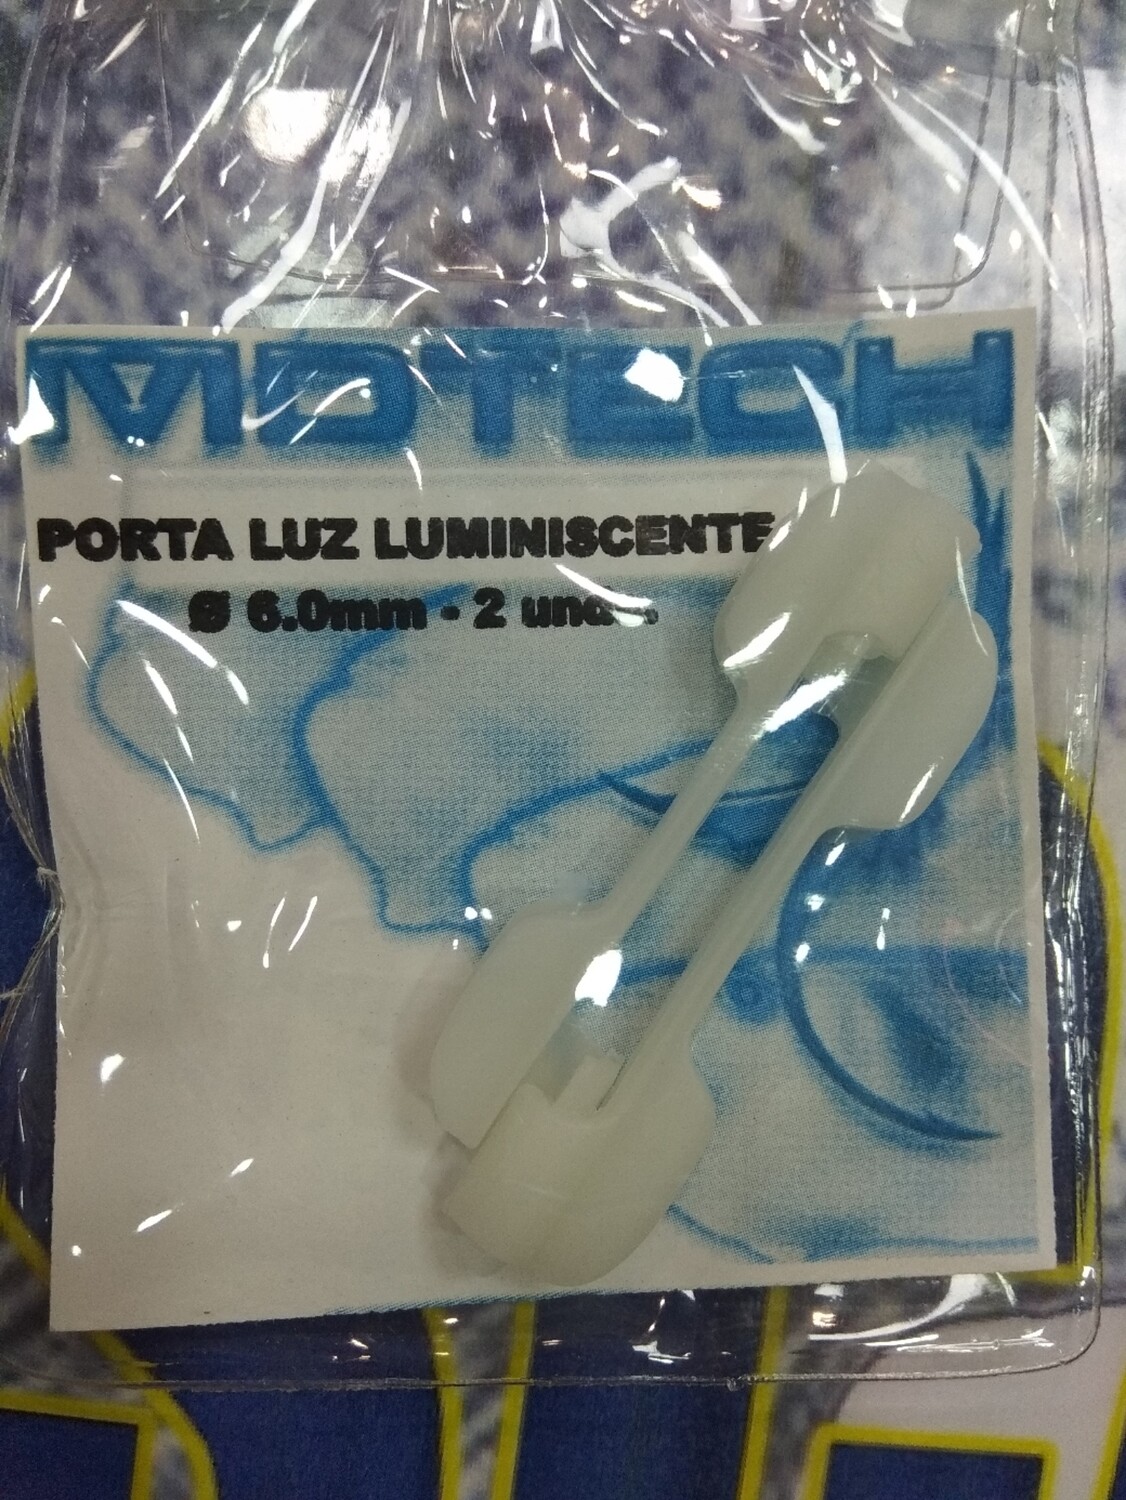 MDTECH
PORTA LUZ LUMINISCENTE
Ø 6.0mm - 2